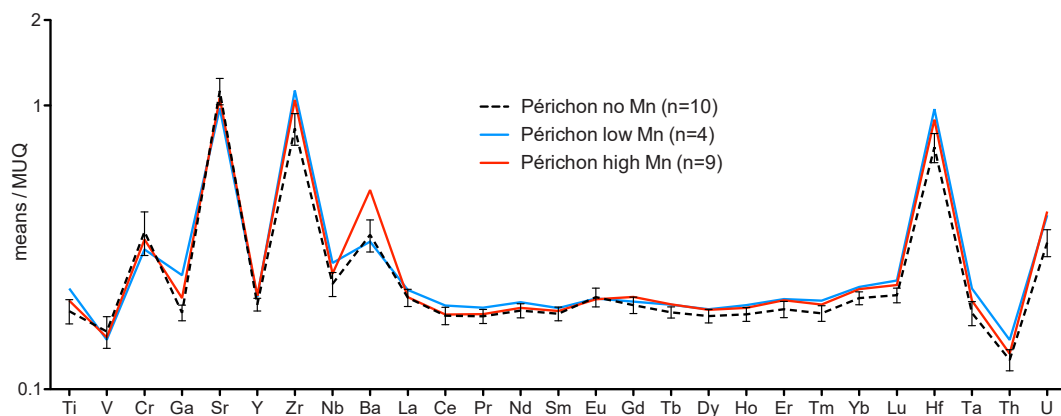 2
1
0.1
means / MUQ
Périchon no Mn (n=10)
Périchon low Mn (n=4)
Périchon high Mn (n=9)
Ti V Cr Ga Sr Y Zr Nb Ba La Ce Pr Nd Sm Eu Gd Tb Dy Ho Er Tm Yb Lu Hf Ta Th U